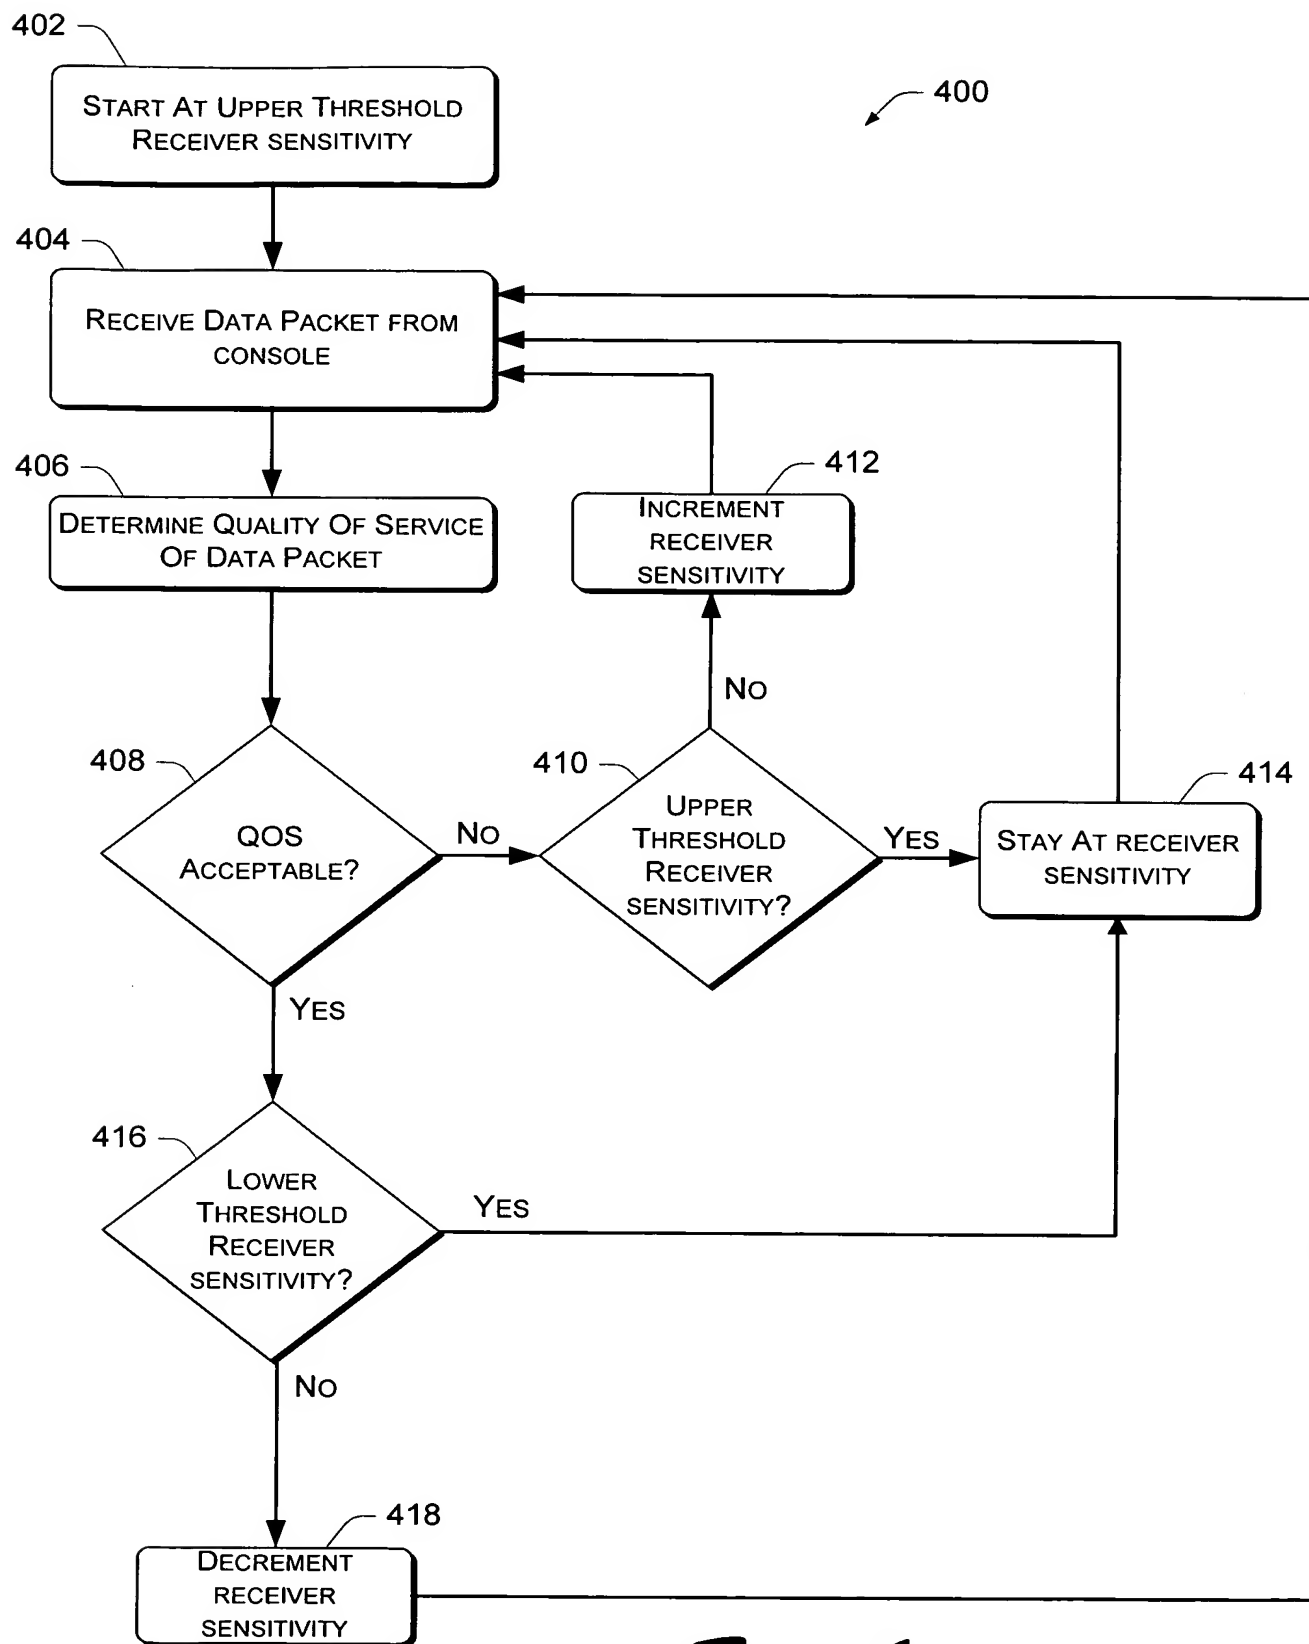 402
START AT UPPER THRESHOLD
RECEIVER SENSITIVITY
400
404
RECEIVE DATA PACKET FROM
CONSOLE
406
DETERMINE QUALITY OF SERVICE
OF DATA PACKET
412
INCREMENT
RECEIVER
SENSITIVITY
NO
408
QOS
ACCEPTABLE?
NO
410
UPPER
THRESHOLD
RECEIVER
SENSITIVITY?
YES
414
STAY AT RECEIVER
SENSITIVITY
YES
416
LOWER
THRESHOLD
RECEIVER
SENSITIVITY?
YES
NO
418
DECREMENT
RECEIVER
SENSITIVITY